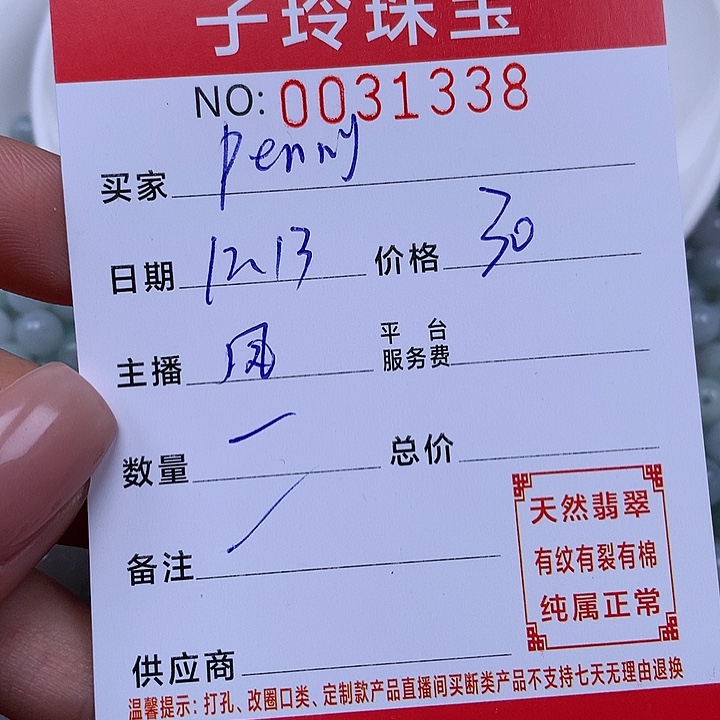 子玲珠宝
NO: 0031338
买家 penny
日期 12 13 价格 30
主播 凤 平台服务费
数量 一 总价
备注
供应商
天然翡翠
有纹有裂有棉
纯属正常
温馨提示: 打孔、改圈口类、定制款产品直播间买断类产品不支持七天无理由退换